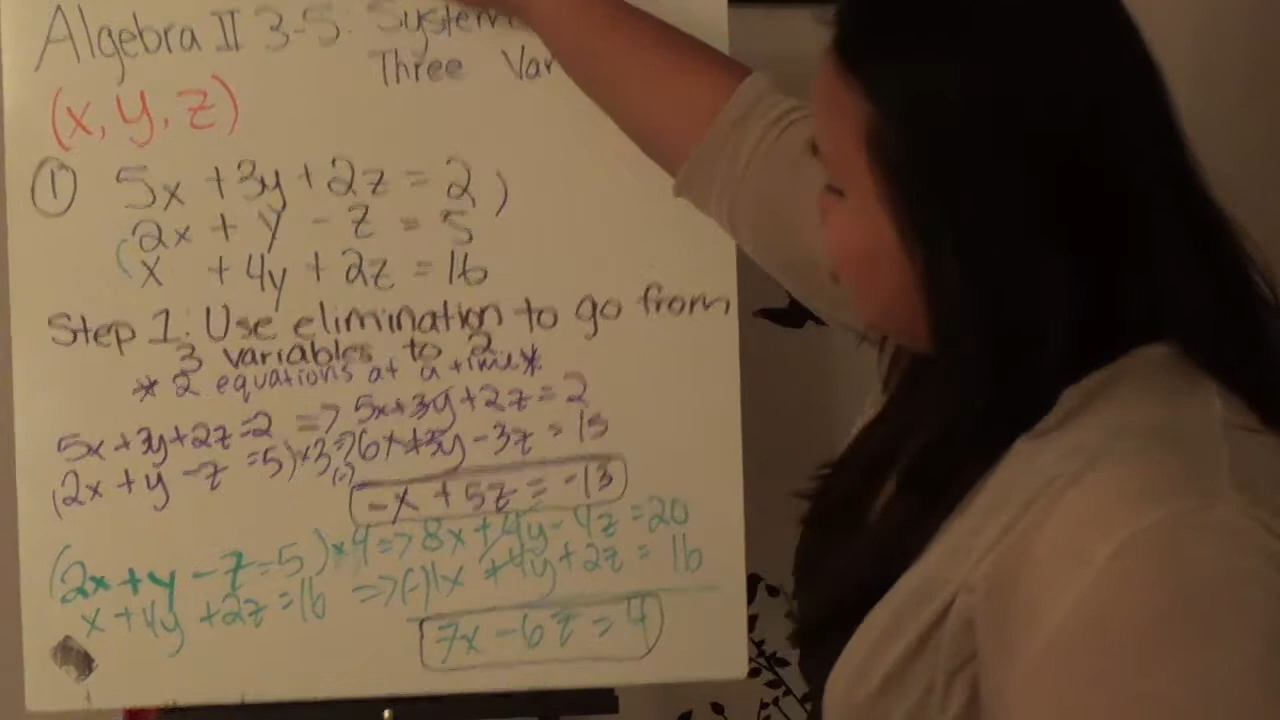 Algebra II 3-5: System
Three Var
(x, y, z)
① 5x + 3y + 2z = 2 )
(2x + y - z = 5
x + 4y + 2z = 16
Step 1: Use elimination to go from
3 variables to 2
* 2 equations at a time*
5x+3y+2z=2 => 5x+3y+2z=2
(2x+y-z=5)×3=>6x+3y-3z=15
(-)
-x + 5z = -13
(2x+y-z=5)×4=>8x+4y-4z=20
x+4y+2z=16 =>(-)1x+4y+2z=16
7x-6z=4